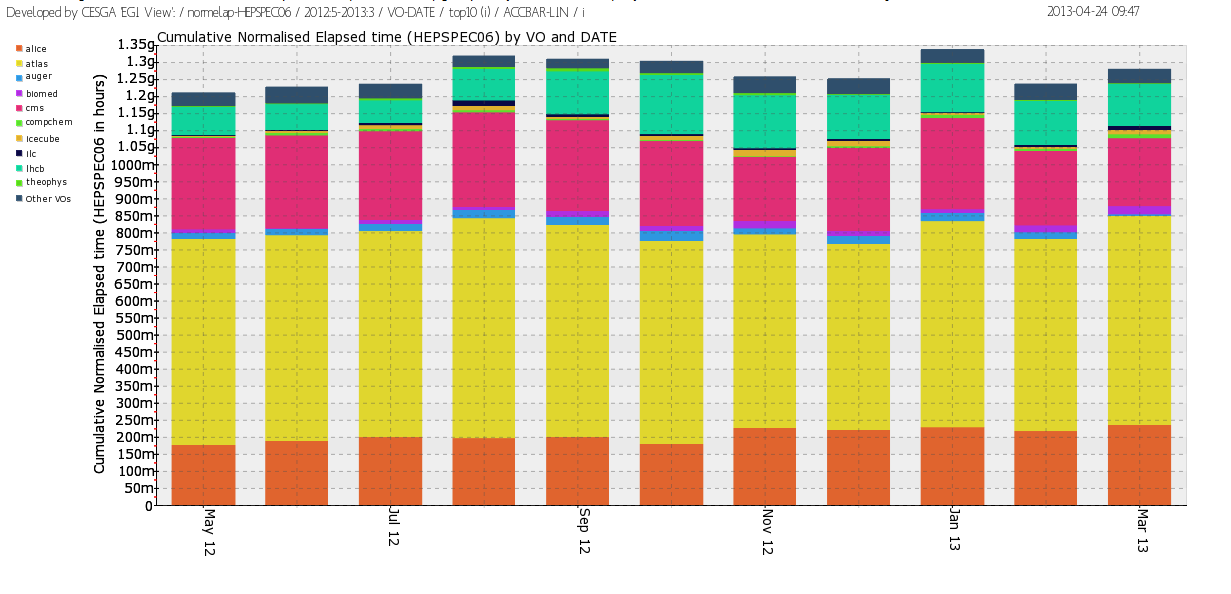 Developed by CESGA 'EGI View': / normelap-HEPSPEC06 / 2012:5-2013:3 / VO-DATE / top10 (i) / ACCBAR-LIN / i
2013-04-24 09:47
Cumulative Normalised Elapsed time (HEPSPEC06) by VO and DATE
alice
atlas
auger
biomed
cms
compchem
icecube
ilc
lhcb
theophys
Other VOs
Cumulative Normalised Elapsed time (HEPSPEC06 in hours)
1.35g
1.3g
1.25g
1.2g
1.15g
1.1g
1.05g
1000m
950m
900m
850m
800m
750m
700m
650m
600m
550m
500m
450m
400m
350m
300m
250m
200m
150m
100m
50m
0
May 12
Jul 12
Sep 12
Nov 12
Jan 13
Mar 13